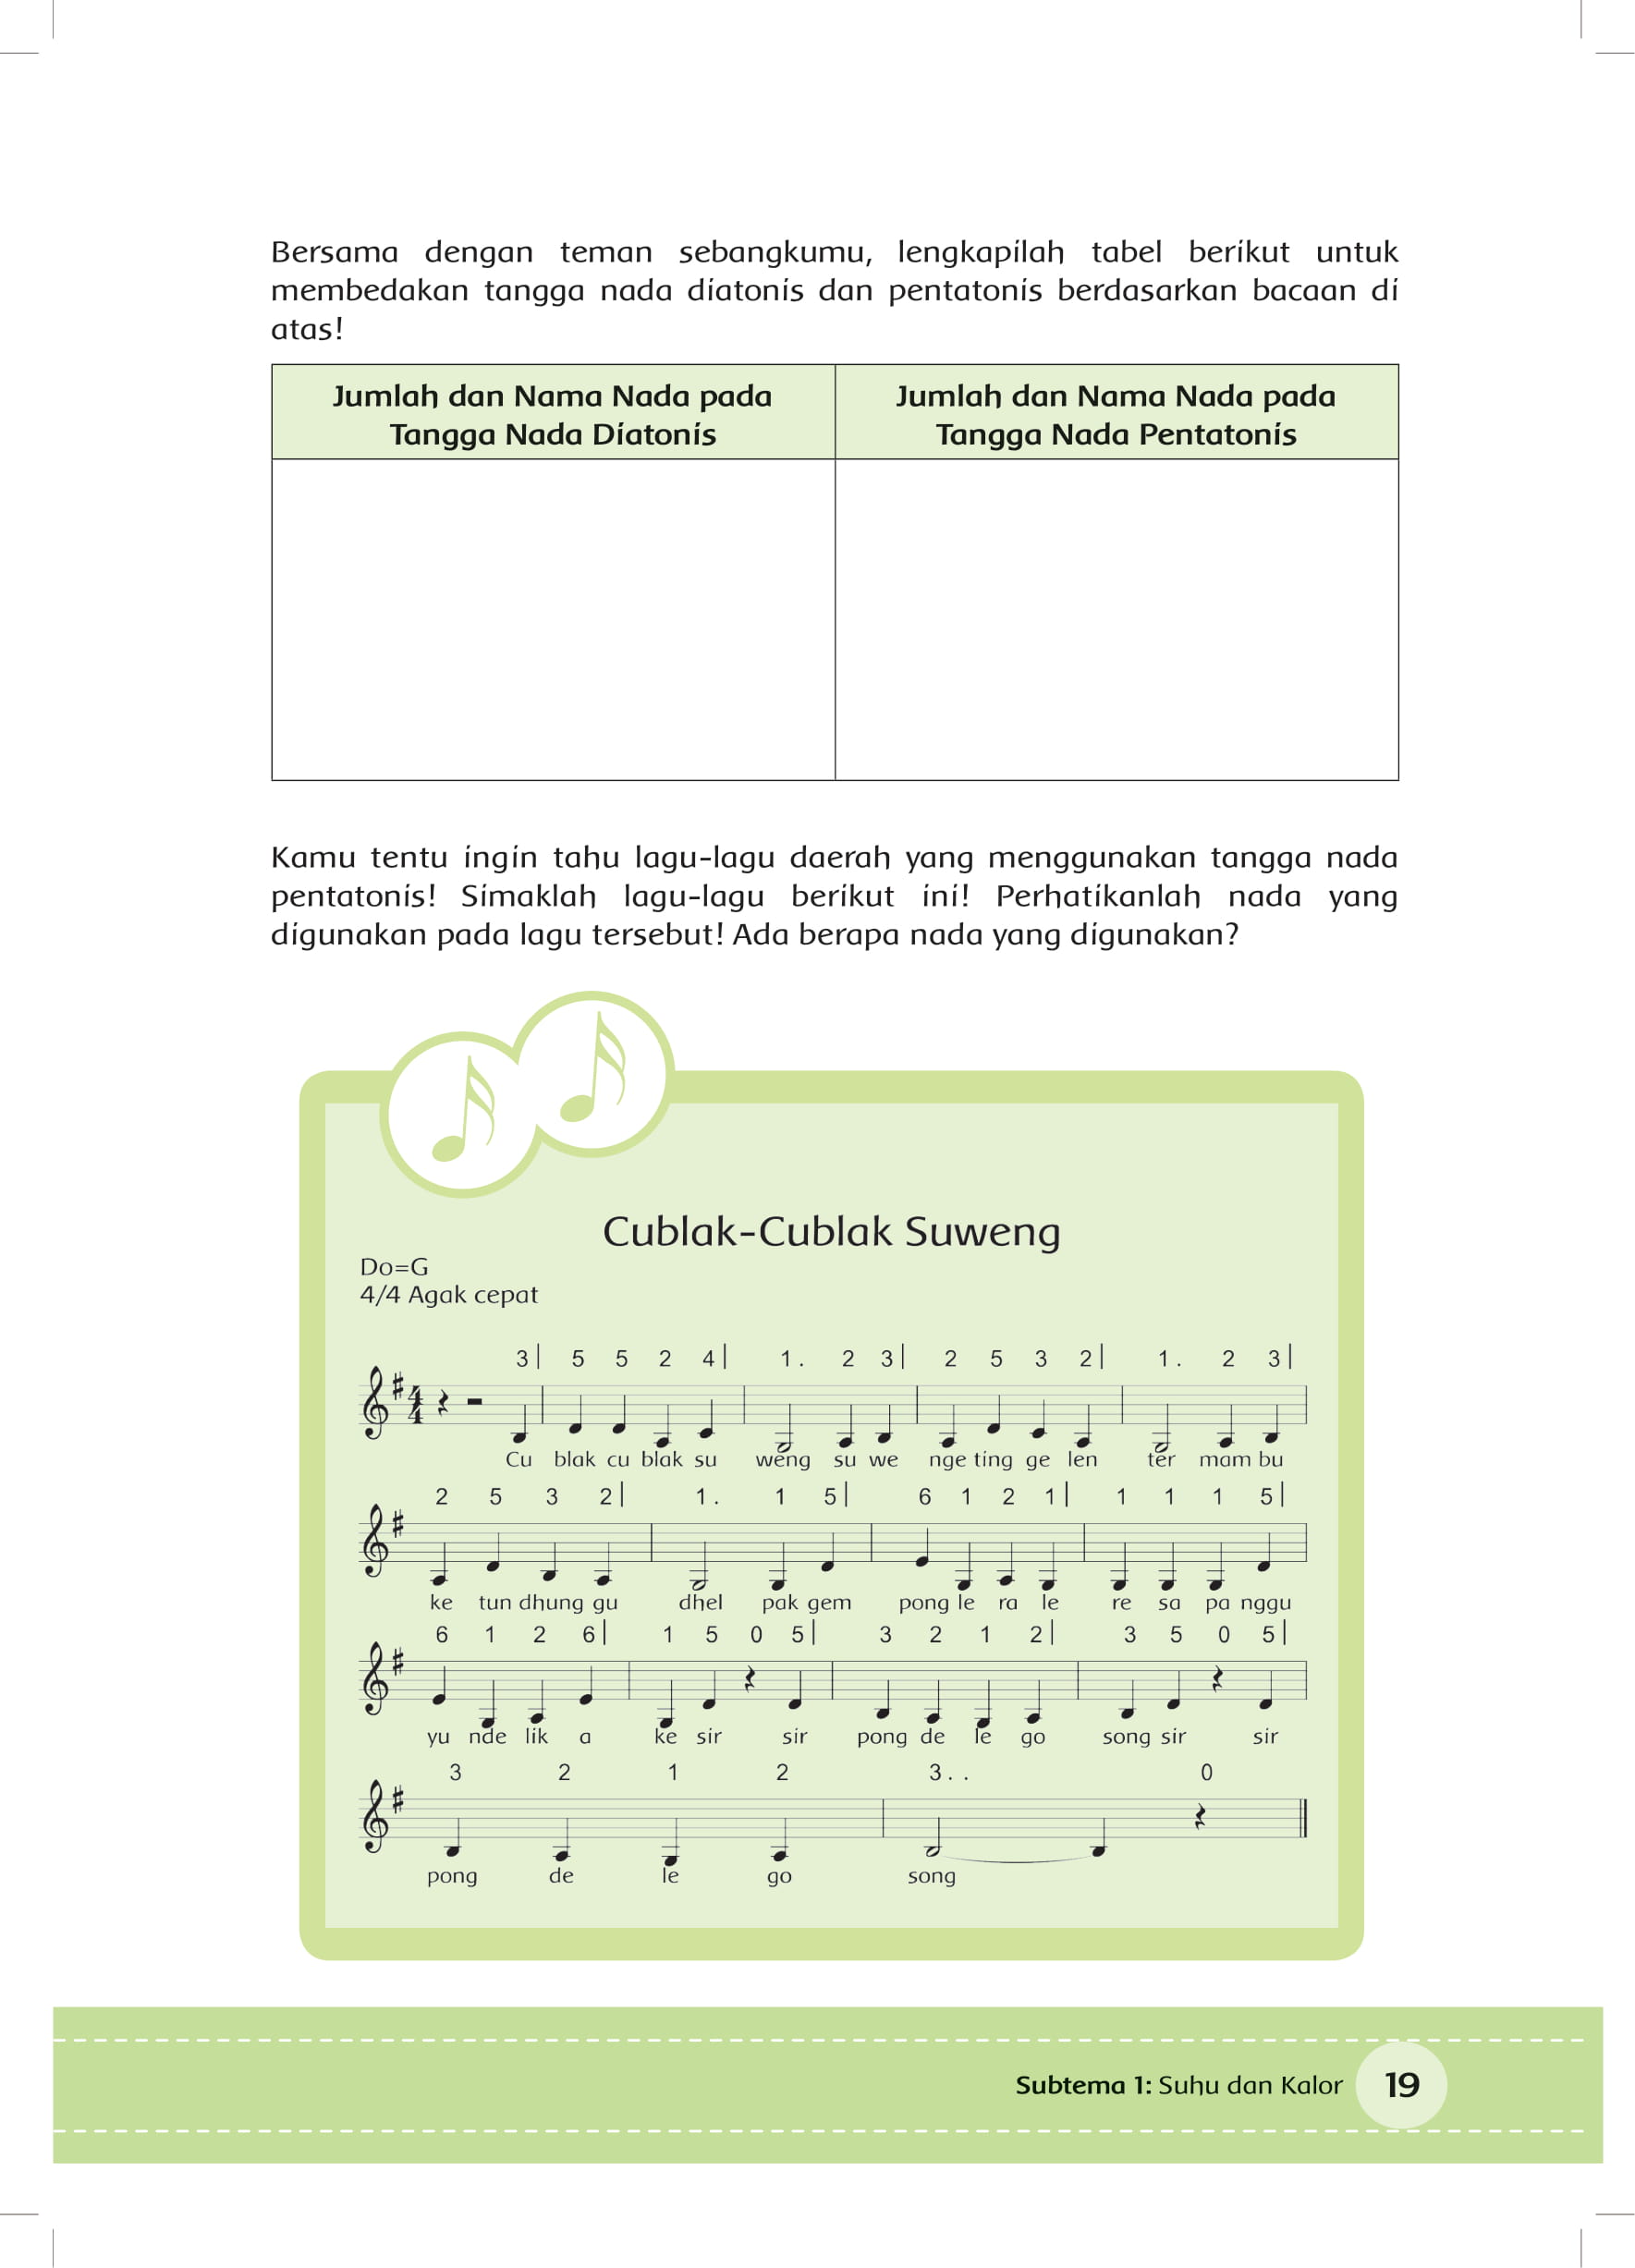 Bersama dengan teman sebangkumu, lengkapilah tabel berikut untuk
membedakan tangga nada diatonis dan pentatonis berdasarkan bacaan di
atas!
Jumlah dan Nama Nada pada
Tangga Nada Diatonis
Jumlah dan Nama Nada pada
Tangga Nada Pentatonis
Kamu tentu ingin tahu lagu-lagu daerah yang menggunakan tangga nada
pentatonis! Simaklah lagu-lagu berikut ini! Perhatikanlah nada yang
digunakan pada lagu tersebut! Ada berapa nada yang digunakan?
Cublak-Cublak Suweng
Do=G
4/4 Agak cepat
3 | 5 5 2 4 | 1 . 2 3 | 2 5 3 2 | 1 . 2 3 |
4
4
Cu blak cu blak su weng su we nge ting ge len ter mam bu
2 5 3 2 | 1 . 1 5 | 6 1 2 1 | 1 1 1 5 |
ke tun dhung gu dhel pak gem pong le ra le re sa pa nggu
6 1 2 6 | 1 5 0 5 | 3 2 1 2 | 3 5 0 5 |
yu nde lik a ke sir sir pong de le go song sir sir
3 2 1 2 3 . . 0
pong de le go song
Subtema 1: Suhu dan Kalor 19